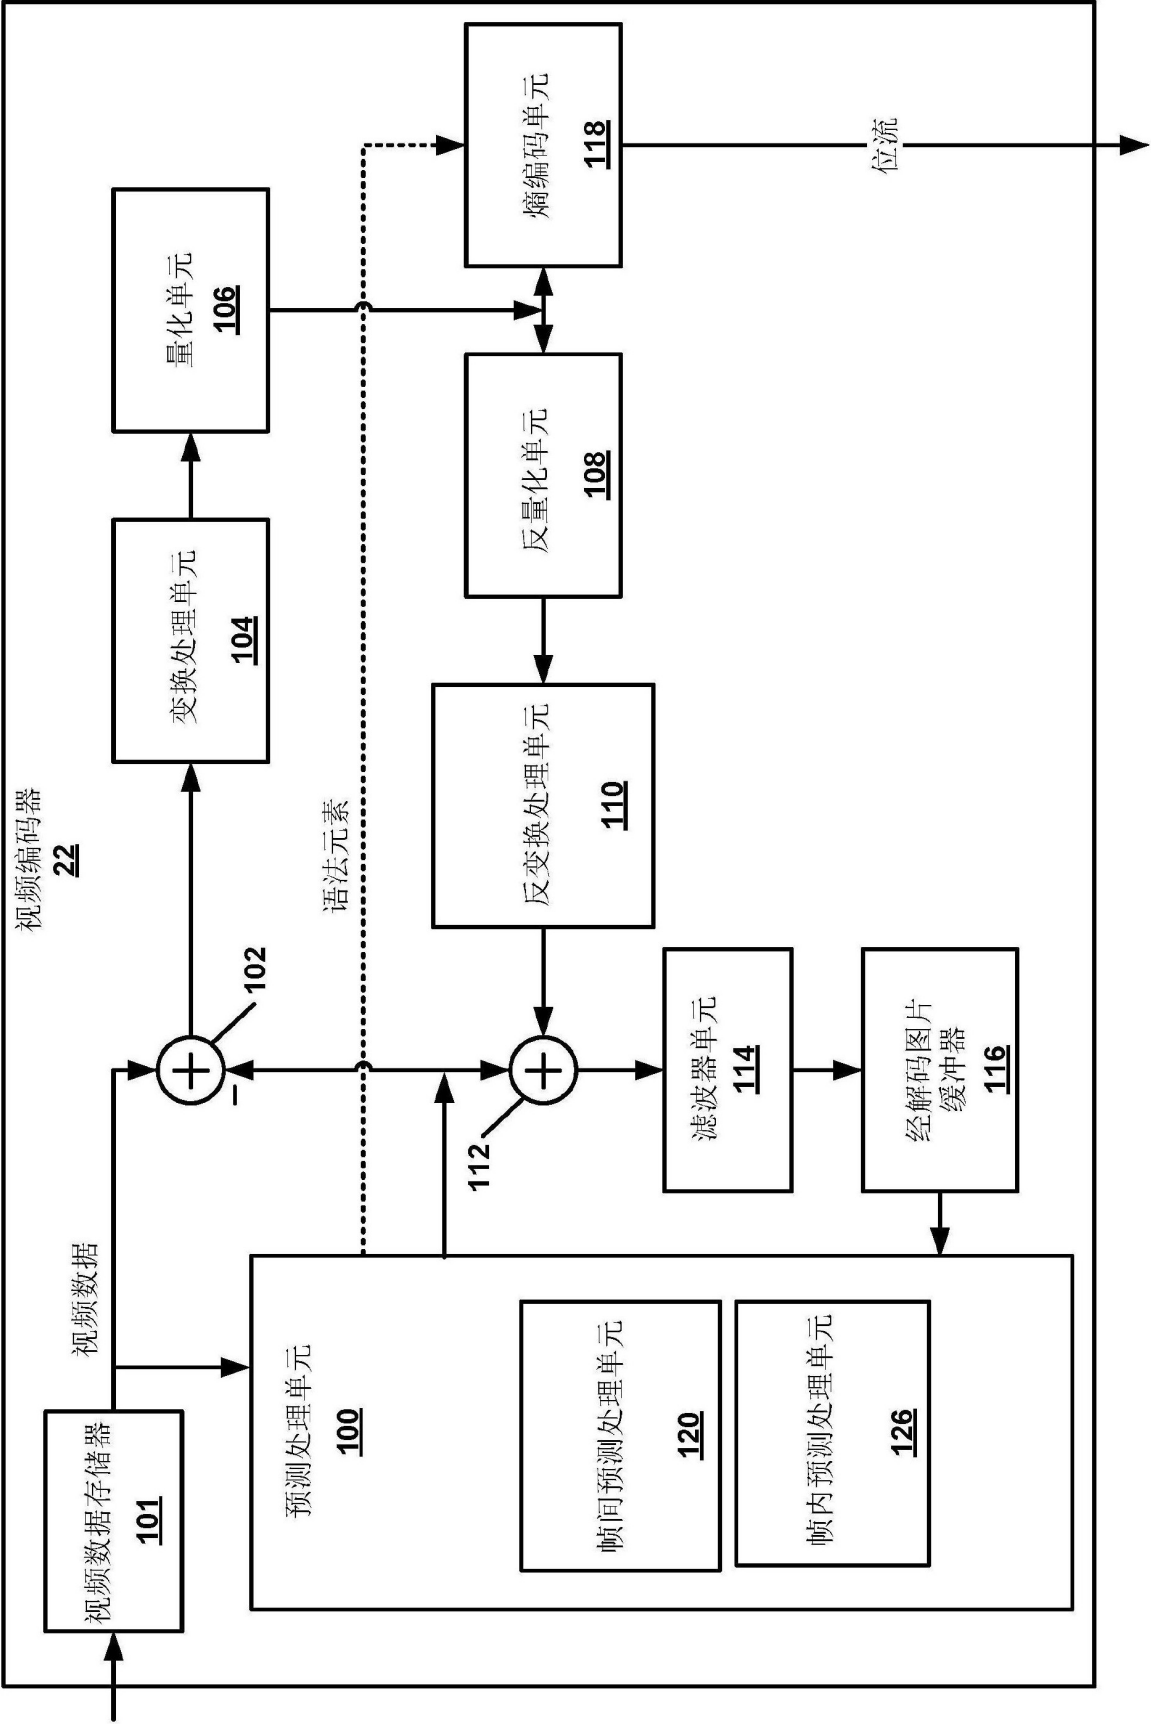 视频编码器
22
视频数据存储器
101
视频数据
102
变换处理单元
104
量化单元
106
语法元素
预测处理单元
100
帧间预测处理单元
120
帧内预测处理单元
126
112
反变换处理单元
110
反量化单元
108
熵编码单元
118
滤波器单元
114
经解码图片
缓冲器
116
位流